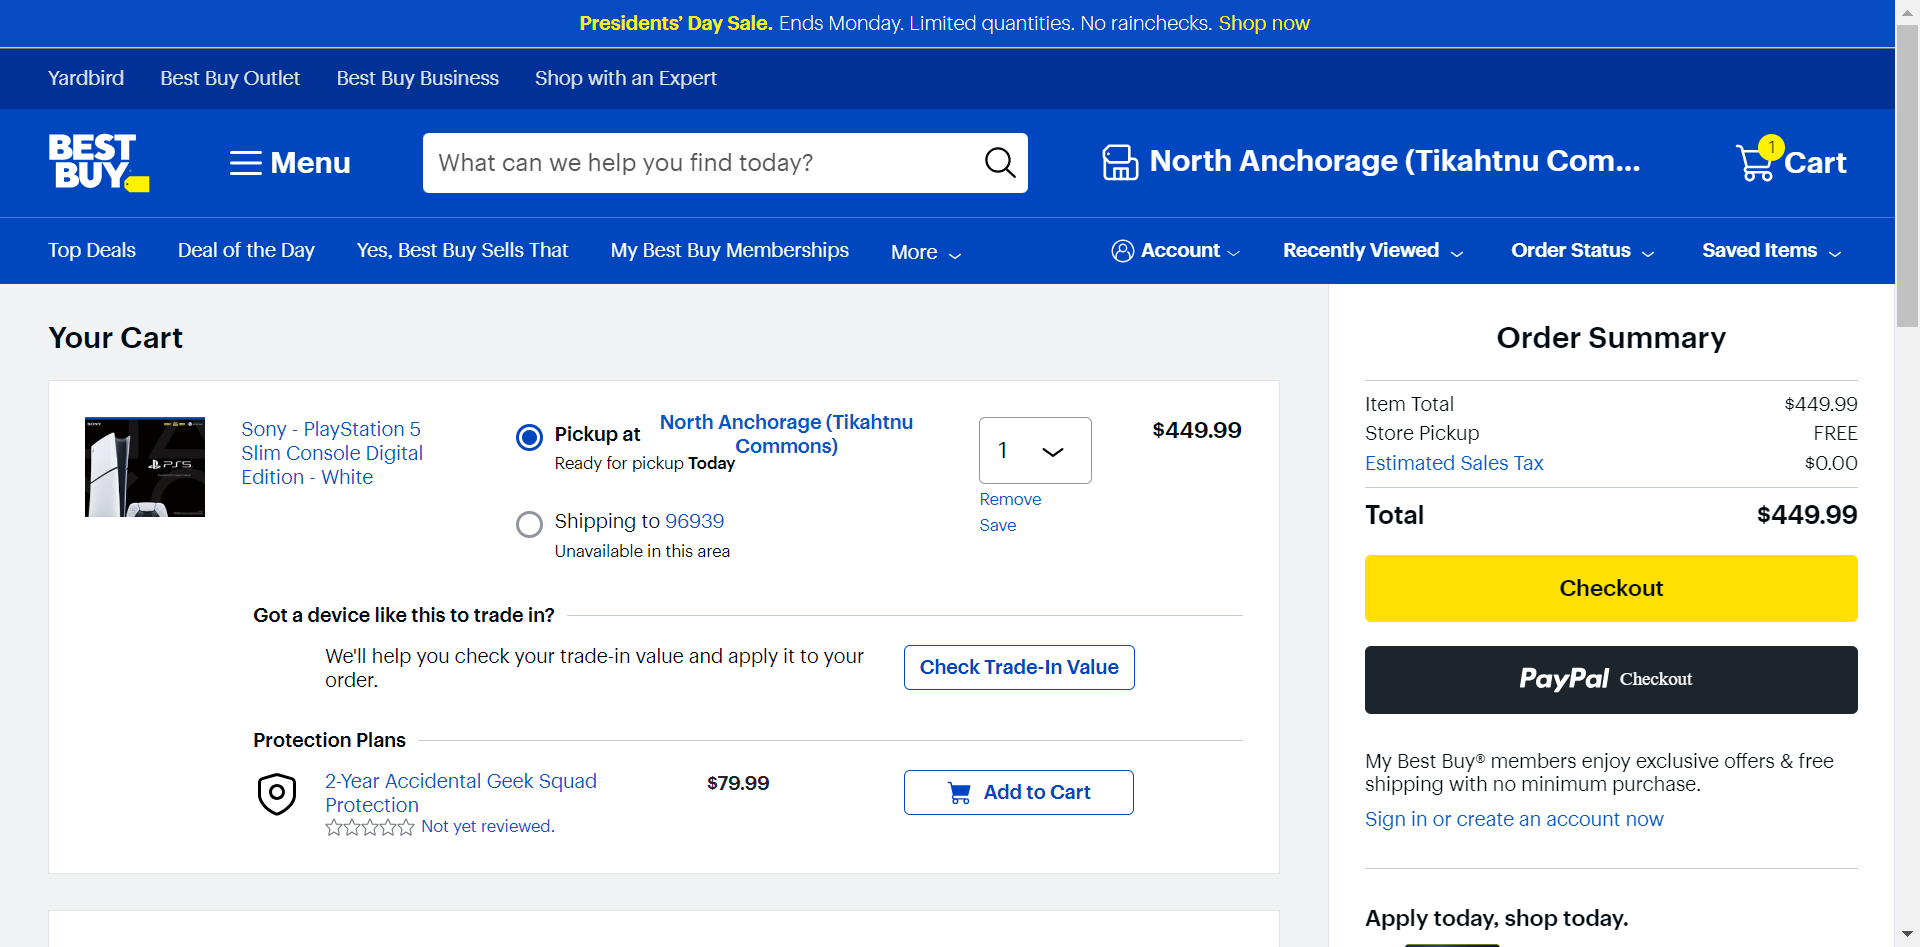 Presidents' Day Sale. Ends Monday. Limited quantities. No rainchecks. Shop now
Yardbird Best Buy Outlet Best Buy Business Shop with an Expert
BEST
BUY
Menu
What can we help you find today?
North Anchorage (Tikahtnu Com...
1
Cart
Top Deals Deal of the Day Yes, Best Buy Sells That My Best Buy Memberships More
Account Recently Viewed Order Status Saved Items
Your Cart
SONY
PS5
Sony - PlayStation 5
Slim Console Digital
Edition - White
Pickup at North Anchorage (Tikahtnu
Commons)
Ready for pickup Today
Shipping to 96939
Unavailable in this area
1
Remove
Save
$449.99
Got a device like this to trade in?
We'll help you check your trade-in value and apply it to your
order.
Check Trade-In Value
Protection Plans
2-Year Accidental Geek Squad
Protection
Not yet reviewed.
$79.99
Add to Cart
Order Summary
Item Total $449.99
Store Pickup FREE
Estimated Sales Tax $0.00
Total $449.99
Checkout
PayPal Checkout
My Best Buy® members enjoy exclusive offers & free
shipping with no minimum purchase.
Sign in or create an account now
Apply today, shop today.